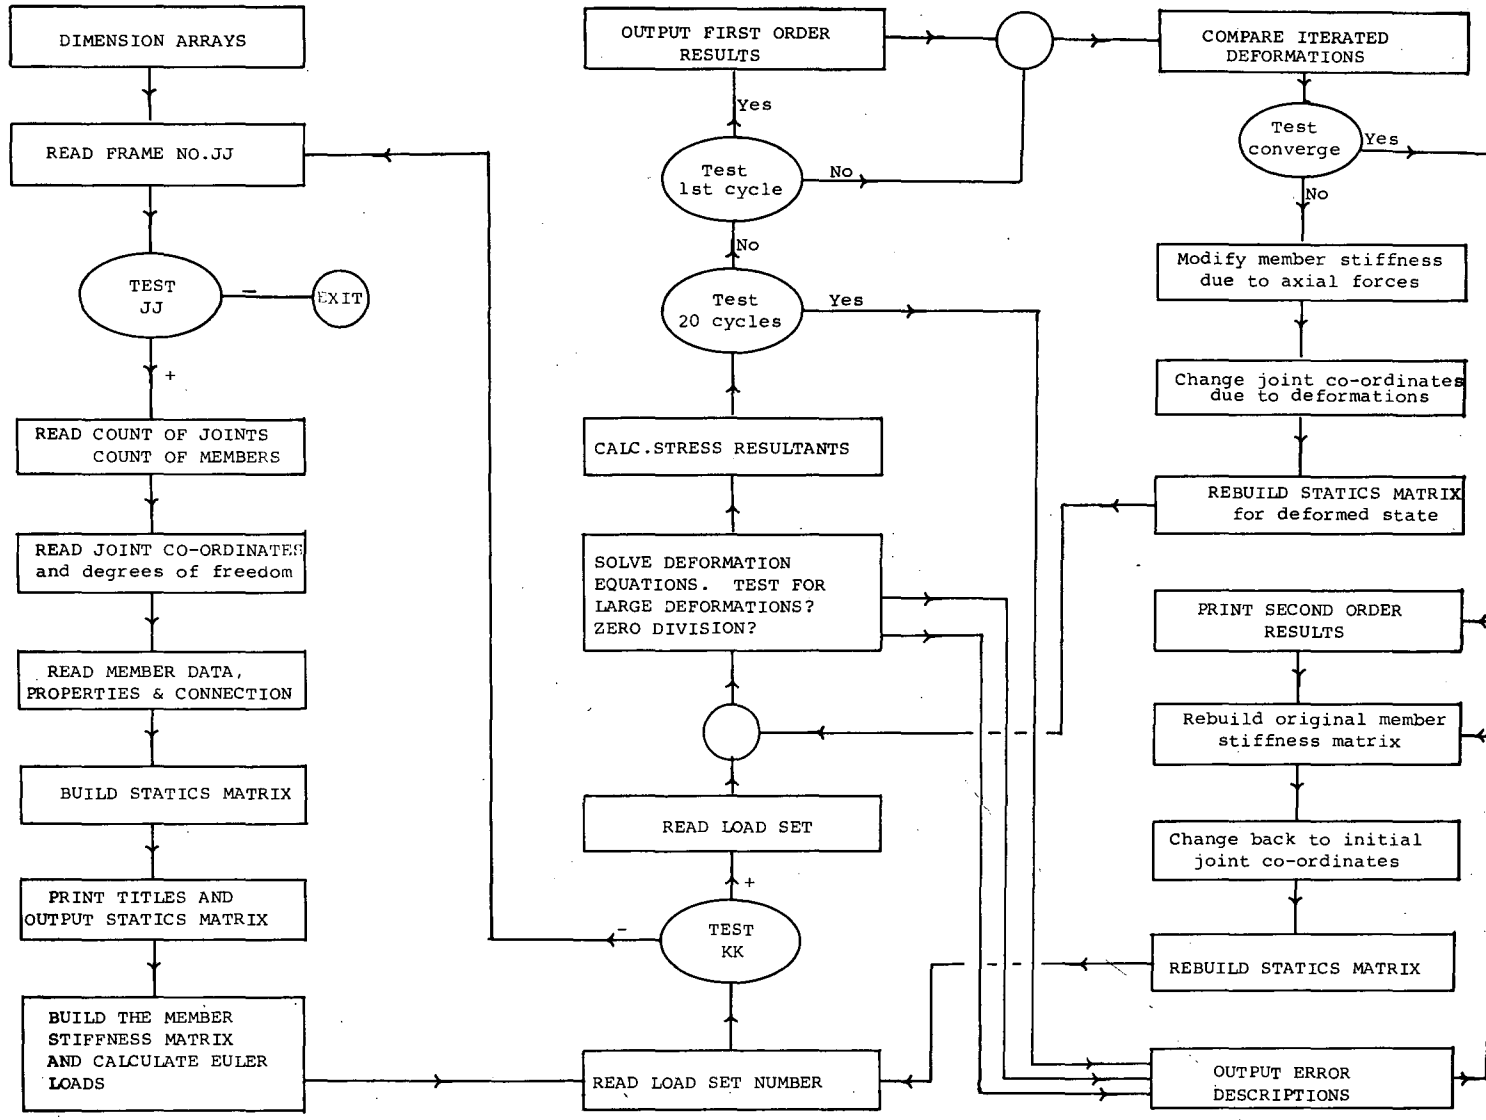 DIMENSION ARRAYS
READ FRAME NO.JJ
TEST
JJ
-
EXIT
+
READ COUNT OF JOINTS
COUNT OF MEMBERS
READ JOINT CO-ORDINATES
and degrees of freedom
READ MEMBER DATA,
PROPERTIES & CONNECTION
BUILD STATICS MATRIX
PRINT TITLES AND
OUTPUT STATICS MATRIX
BUILD THE MEMBER
STIFFNESS MATRIX
AND CALCULATE EULER
LOADS
OUTPUT FIRST ORDER
RESULTS
Yes
Test
1st cycle
No
No
Test
20 cycles
Yes
CALC.STRESS RESULTANTS
SOLVE DEFORMATION
EQUATIONS. TEST FOR
LARGE DEFORMATIONS?
ZERO DIVISION?
READ LOAD SET
+
TEST
KK
-
READ LOAD SET NUMBER
COMPARE ITERATED
DEFORMATIONS
Test
converge
Yes
No
Modify member stiffness
due to axial forces
Change joint co-ordinates
due to deformations
REBUILD STATICS MATRIX
for deformed state
PRINT SECOND ORDER
RESULTS
Rebuild original member
stiffness matrix
Change back to initial
joint co-ordinates
REBUILD STATICS MATRIX
OUTPUT ERROR
DESCRIPTIONS